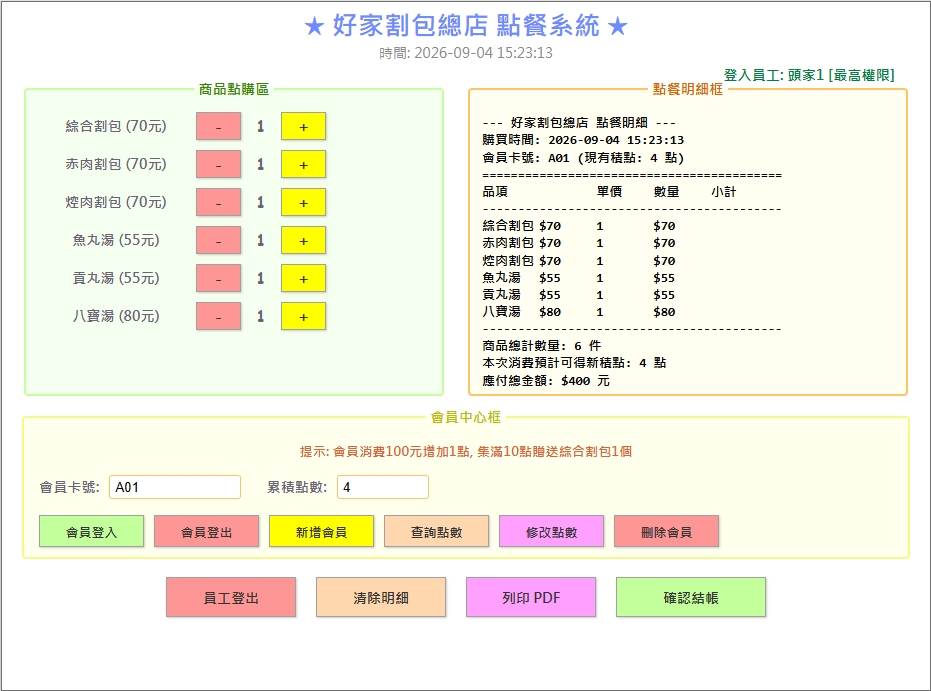 ★ 好家割包總店 點餐系統 ★
時間: 2026-09-04 15:23:13
登入員工: 頭家1 [最高權限]
商品點購區
綜合割包 (70元) - 1 +
赤肉割包 (70元) - 1 +
焢肉割包 (70元) - 1 +
魚丸湯 (55元) - 1 +
貢丸湯 (55元) - 1 +
八寶湯 (80元) - 1 +
點餐明細框
--- 好家割包總店 點餐明細 ---
購買時間: 2026-09-04 15:23:13
會員卡號: A01 (現有積點: 4 點)
==========================================
品項 單價 數量 小計
------------------------------------------
綜合割包 $70 1 $70
赤肉割包 $70 1 $70
焢肉割包 $70 1 $70
魚丸湯 $55 1 $55
貢丸湯 $55 1 $55
八寶湯 $80 1 $80
------------------------------------------
商品總計數量: 6 件
本次消費預計可得新積點: 4 點
應付總金額: $400 元
會員中心框
提示: 會員消費100元增加1點, 集滿10點贈送綜合割包1個
會員卡號: A01 累積點數: 4
會員登入 會員登出 新增會員 查詢點數 修改點數 刪除會員
員工登出 清除明細 列印 PDF 確認結帳